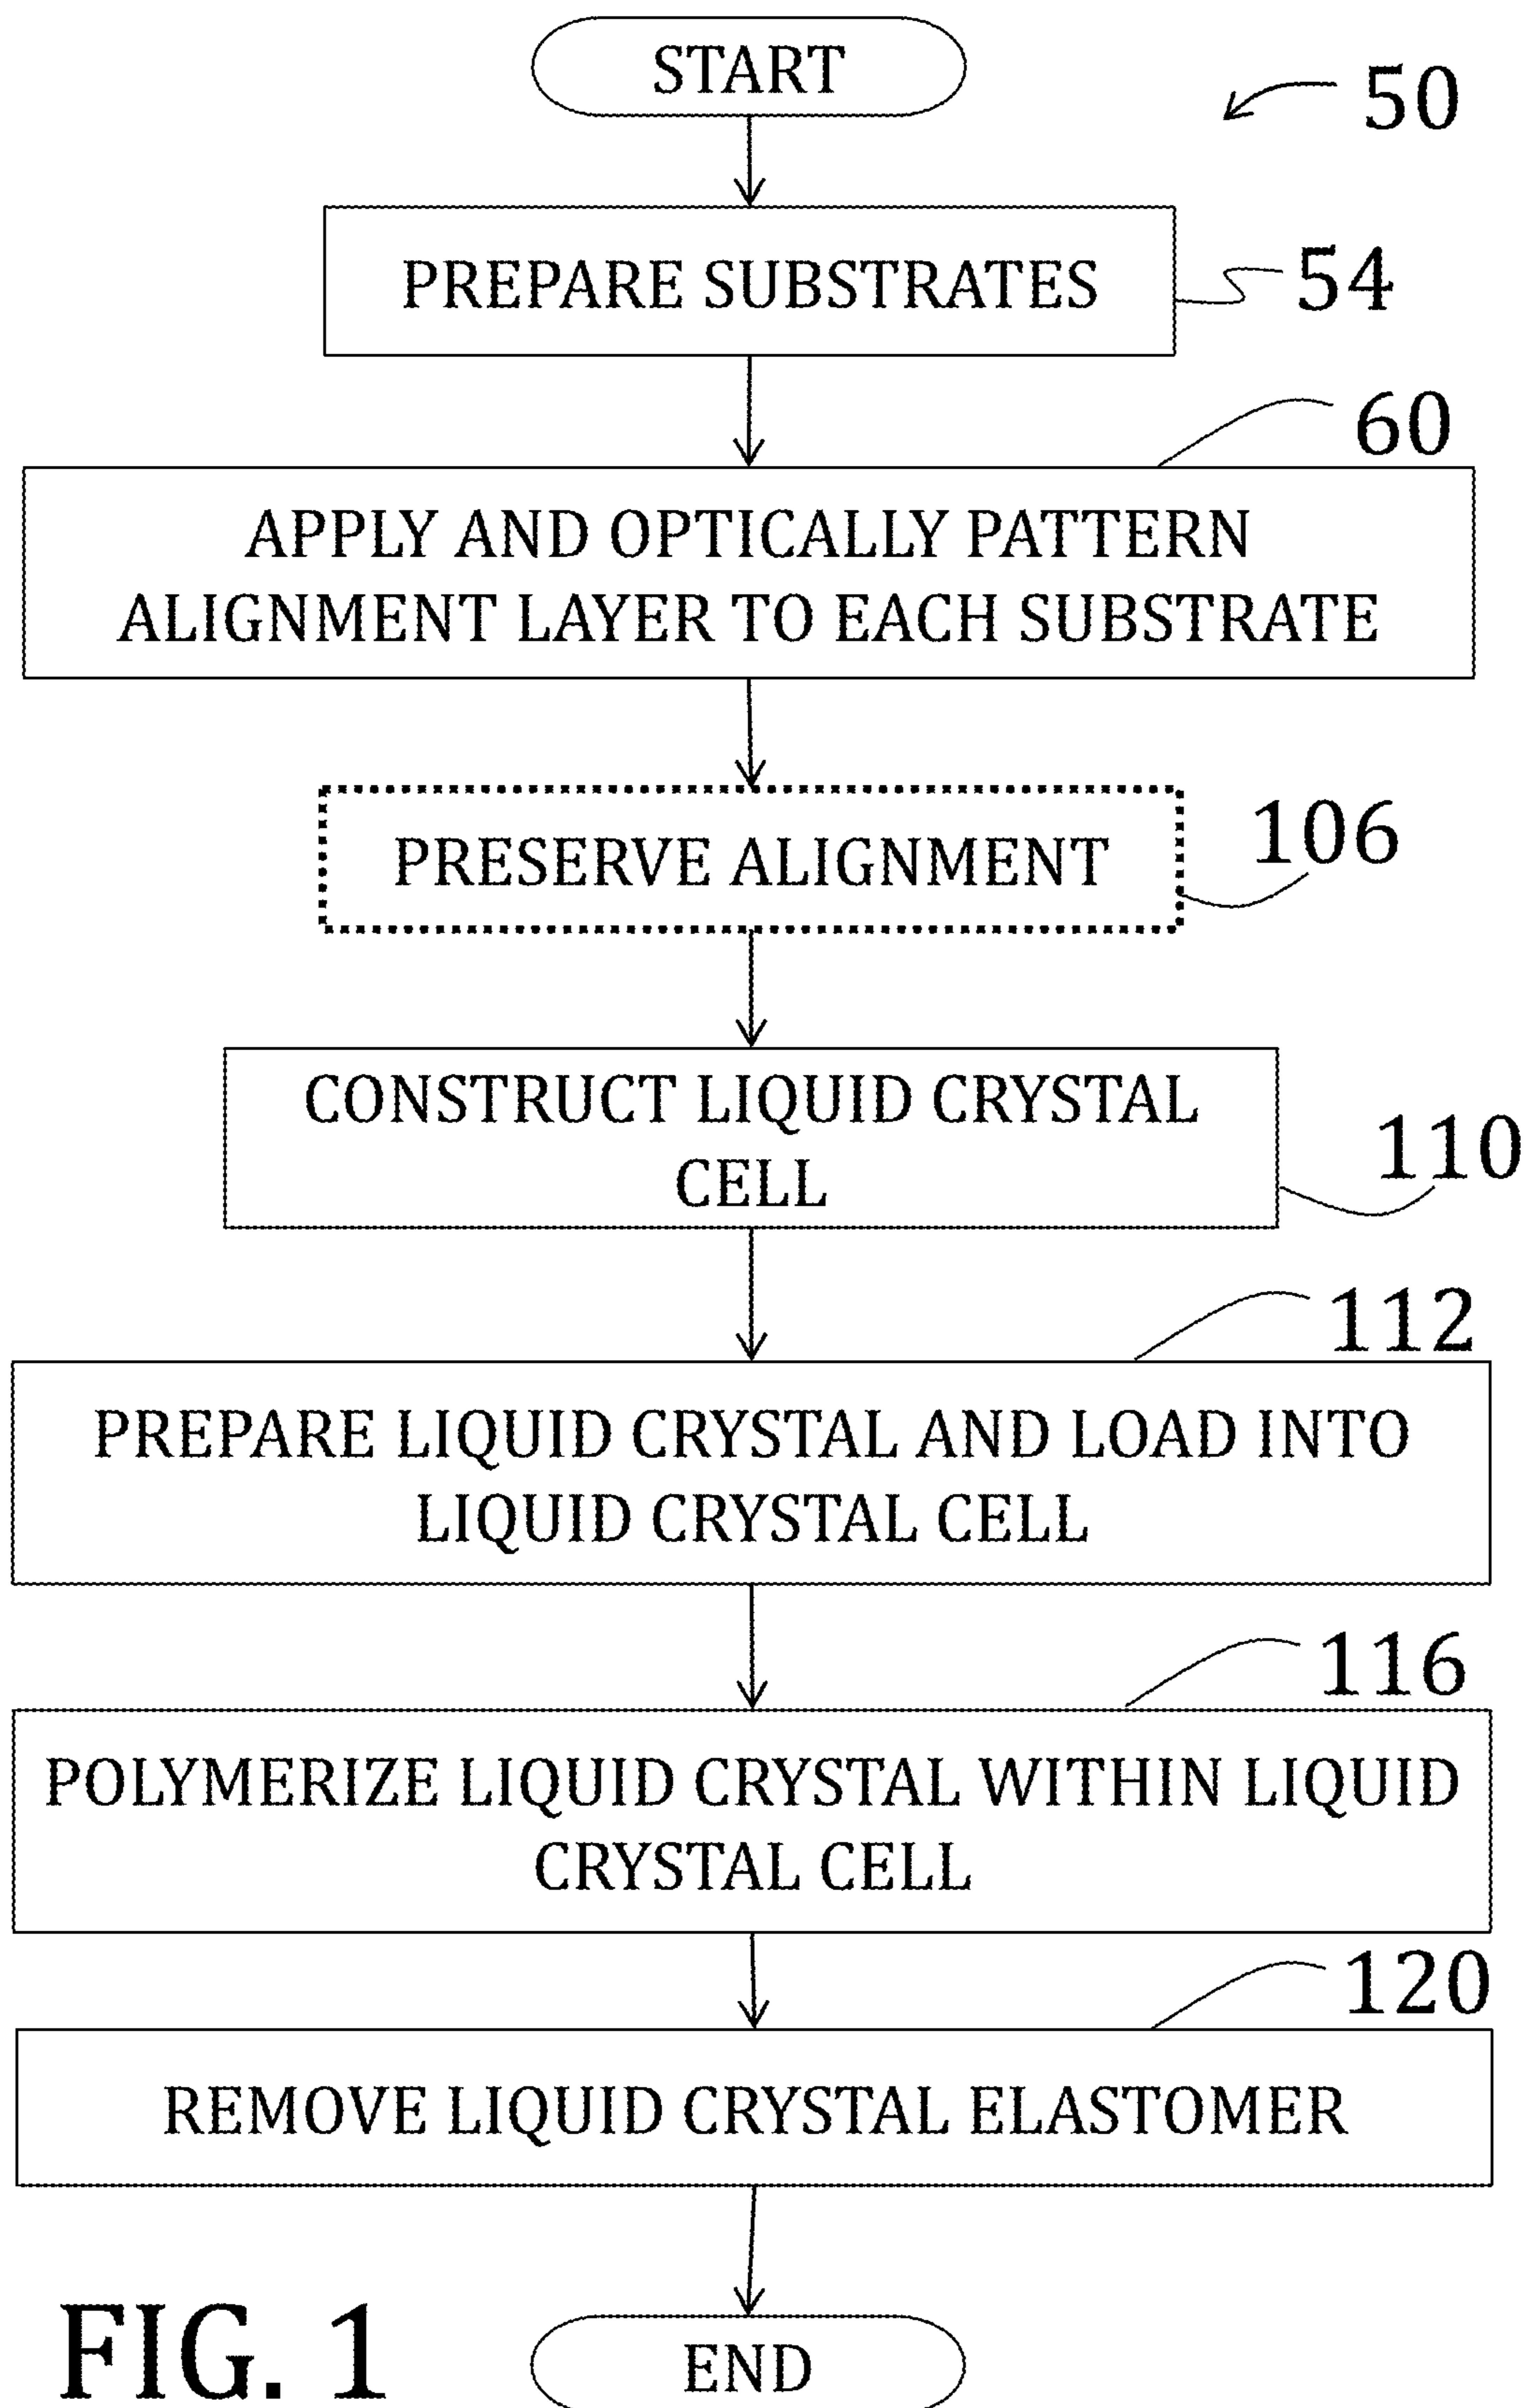 START
50
PREPARE SUBSTRATES
54
60
APPLY AND OPTICALLY PATTERN
ALIGNMENT LAYER TO EACH SUBSTRATE
PRESERVE ALIGNMENT
106
CONSTRUCT LIQUID CRYSTAL
CELL
110
112
PREPARE LIQUID CRYSTAL AND LOAD INTO
LIQUID CRYSTAL CELL
116
POLYMERIZE LIQUID CRYSTAL WITHIN LIQUID
CRYSTAL CELL
120
REMOVE LIQUID CRYSTAL ELASTOMER
FIG. 1
END